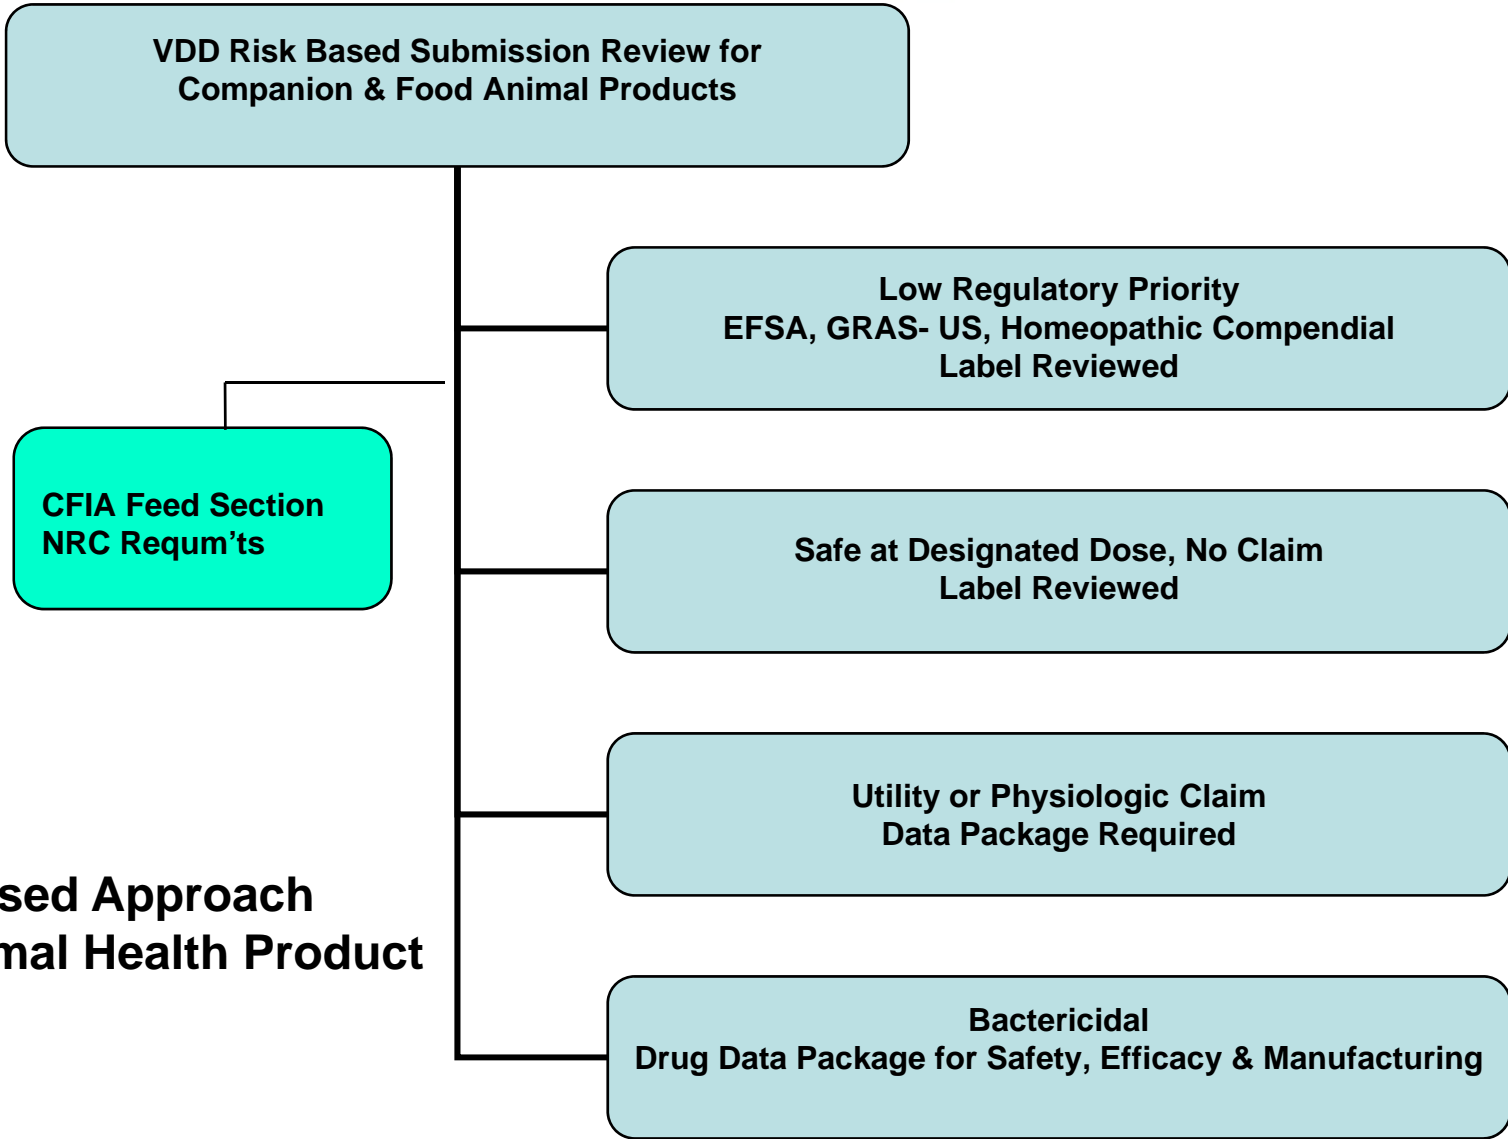 VDD Risk Based Submission Review for
Companion & Food Animal Products
Low Regulatory Priority
EFSA, GRAS- US, Homeopathic Compendial
Label Reviewed
CFIA Feed Section
NRC Requm’ts
Safe at Designated Dose, No Claim
Label Reviewed
Utility or Physiologic Claim
Data Package Required
sed Approach
mal Health Product
Bactericidal
Drug Data Package for Safety, Efficacy & Manufacturing